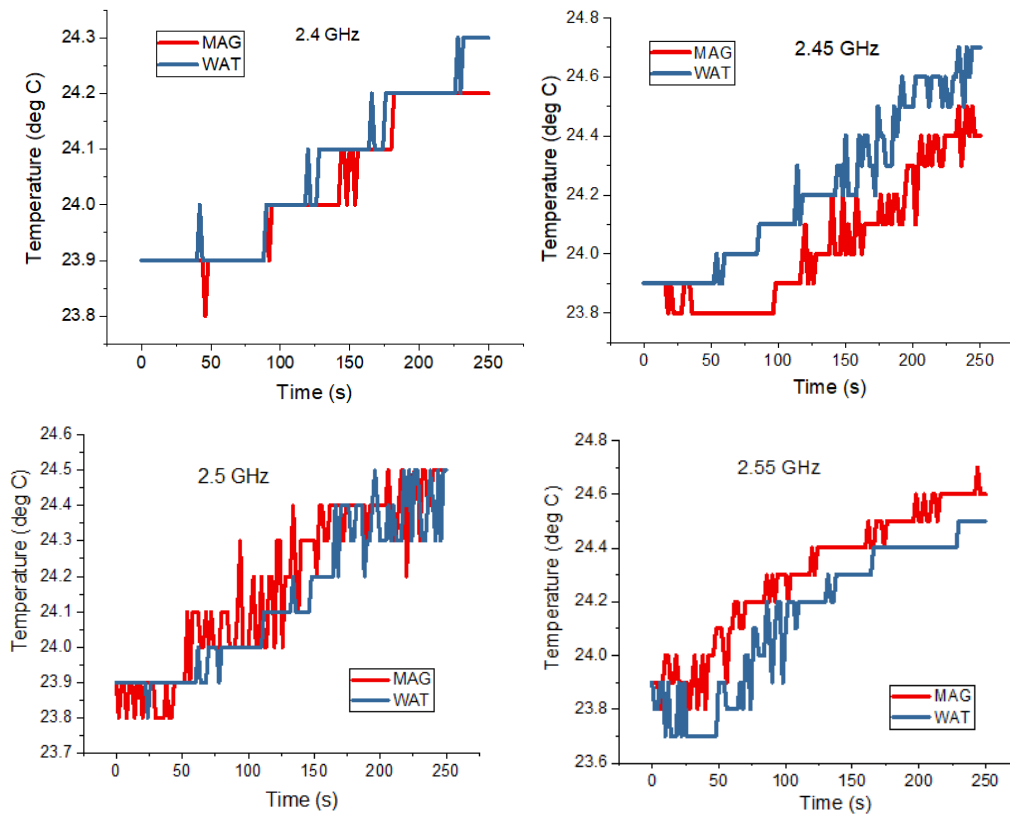 2.4 GHz
MAG
WAT
24.3
24.2
24.1
24.0
23.9
23.8
Temperature (deg C)
0
50
100
150
200
250
Time (s)
2.45 GHz
MAG
WAT
24.8
24.6
24.4
24.2
24.0
23.8
Temperature (deg C)
0
50
100
150
200
250
Time (s)
2.5 GHz
24.6
24.5
24.4
24.3
24.2
24.1
24.0
23.9
23.8
23.7
Temperature (deg C)
MAG
WAT
0
50
100
150
200
250
Time (s)
2.55 GHz
24.8
24.6
24.4
24.2
24.0
23.8
23.6
Temperature (deg C)
MAG
WAT
0
50
100
150
200
250
Time (s)